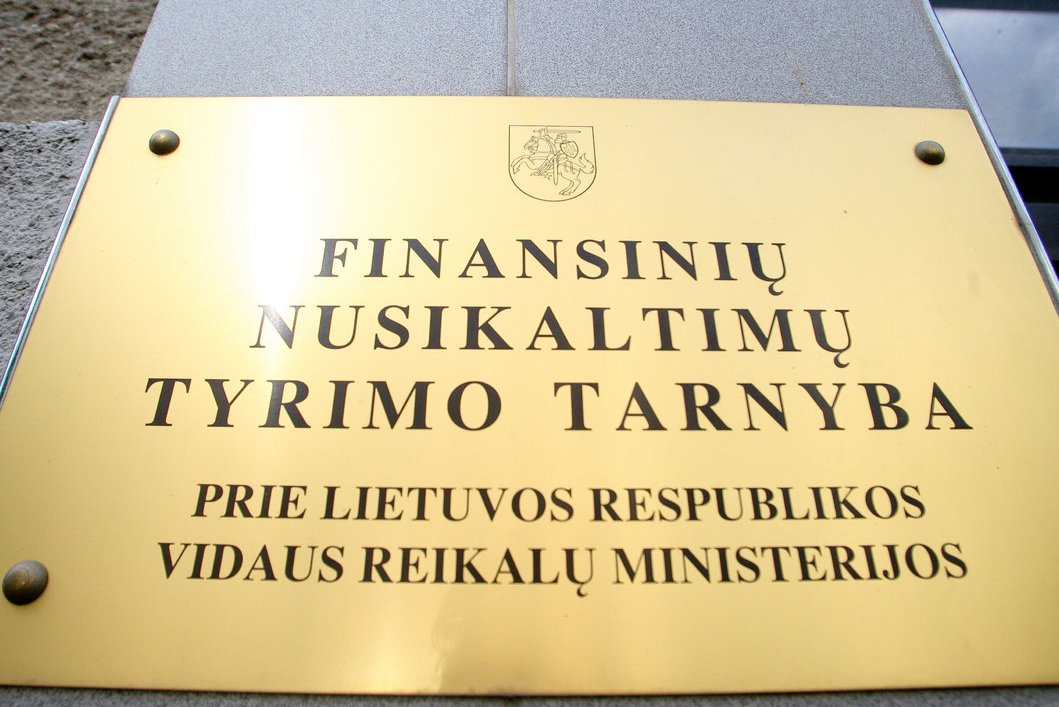 FINANSINIŲ
NUSIKALTIMŲ
TYRIMO TARNYBA
PRIE LIETUVOS RESPUBLIKOS
VIDAUS REIKALŲ MINISTERIJOS